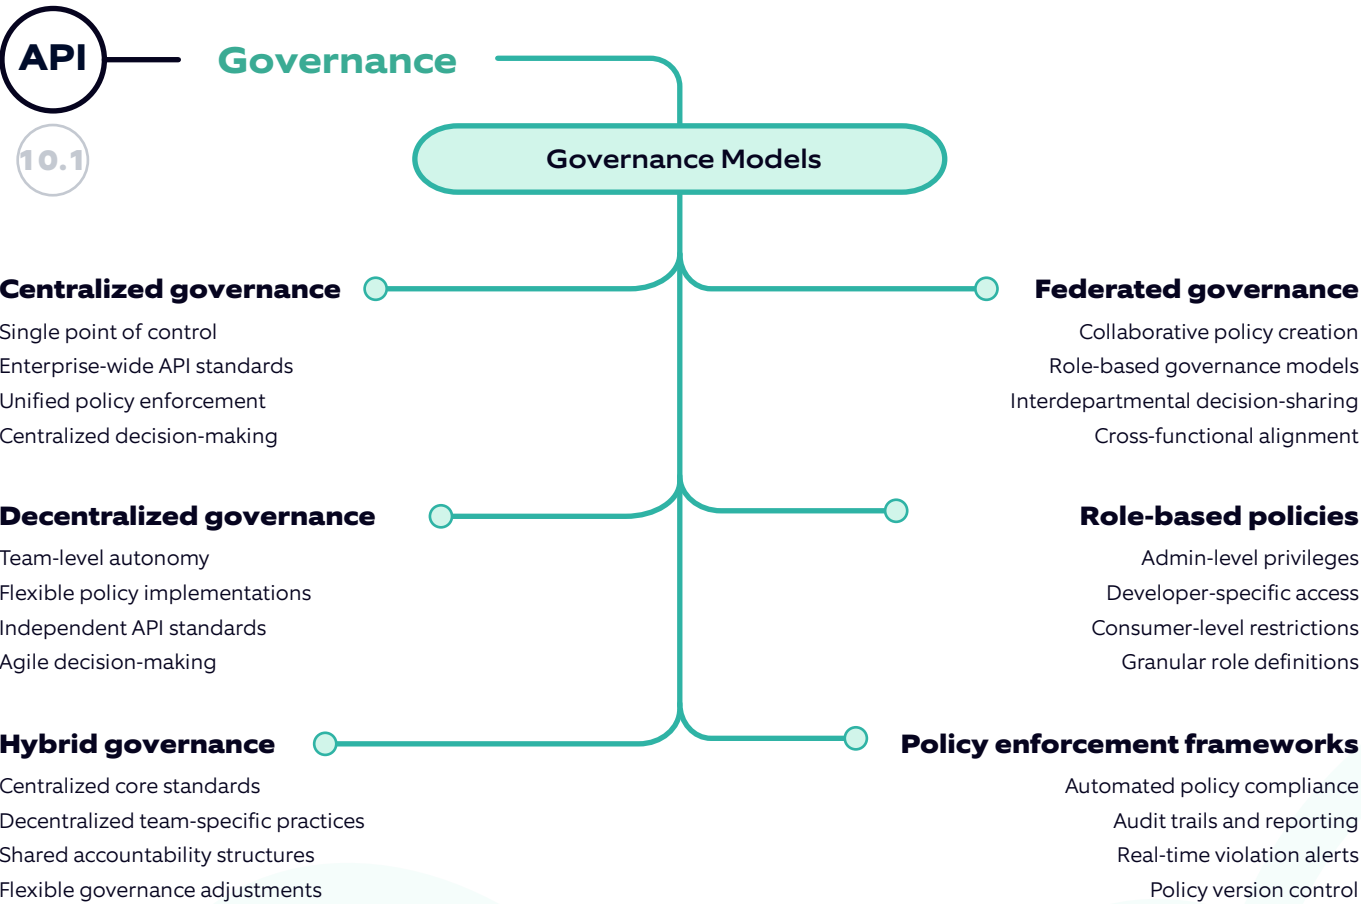 API
Governance
10.1
Governance Models
Centralized governance
Single point of control
Enterprise-wide API standards
Unified policy enforcement
Centralized decision-making
Federated governance
Collaborative policy creation
Role-based governance models
Interdepartmental decision-sharing
Cross-functional alignment
Decentralized governance
Team-level autonomy
Flexible policy implementations
Independent API standards
Agile decision-making
Role-based policies
Admin-level privileges
Developer-specific access
Consumer-level restrictions
Granular role definitions
Hybrid governance
Centralized core standards
Decentralized team-specific practices
Shared accountability structures
Flexible governance adjustments
Policy enforcement frameworks
Automated policy compliance
Audit trails and reporting
Real-time violation alerts
Policy version control